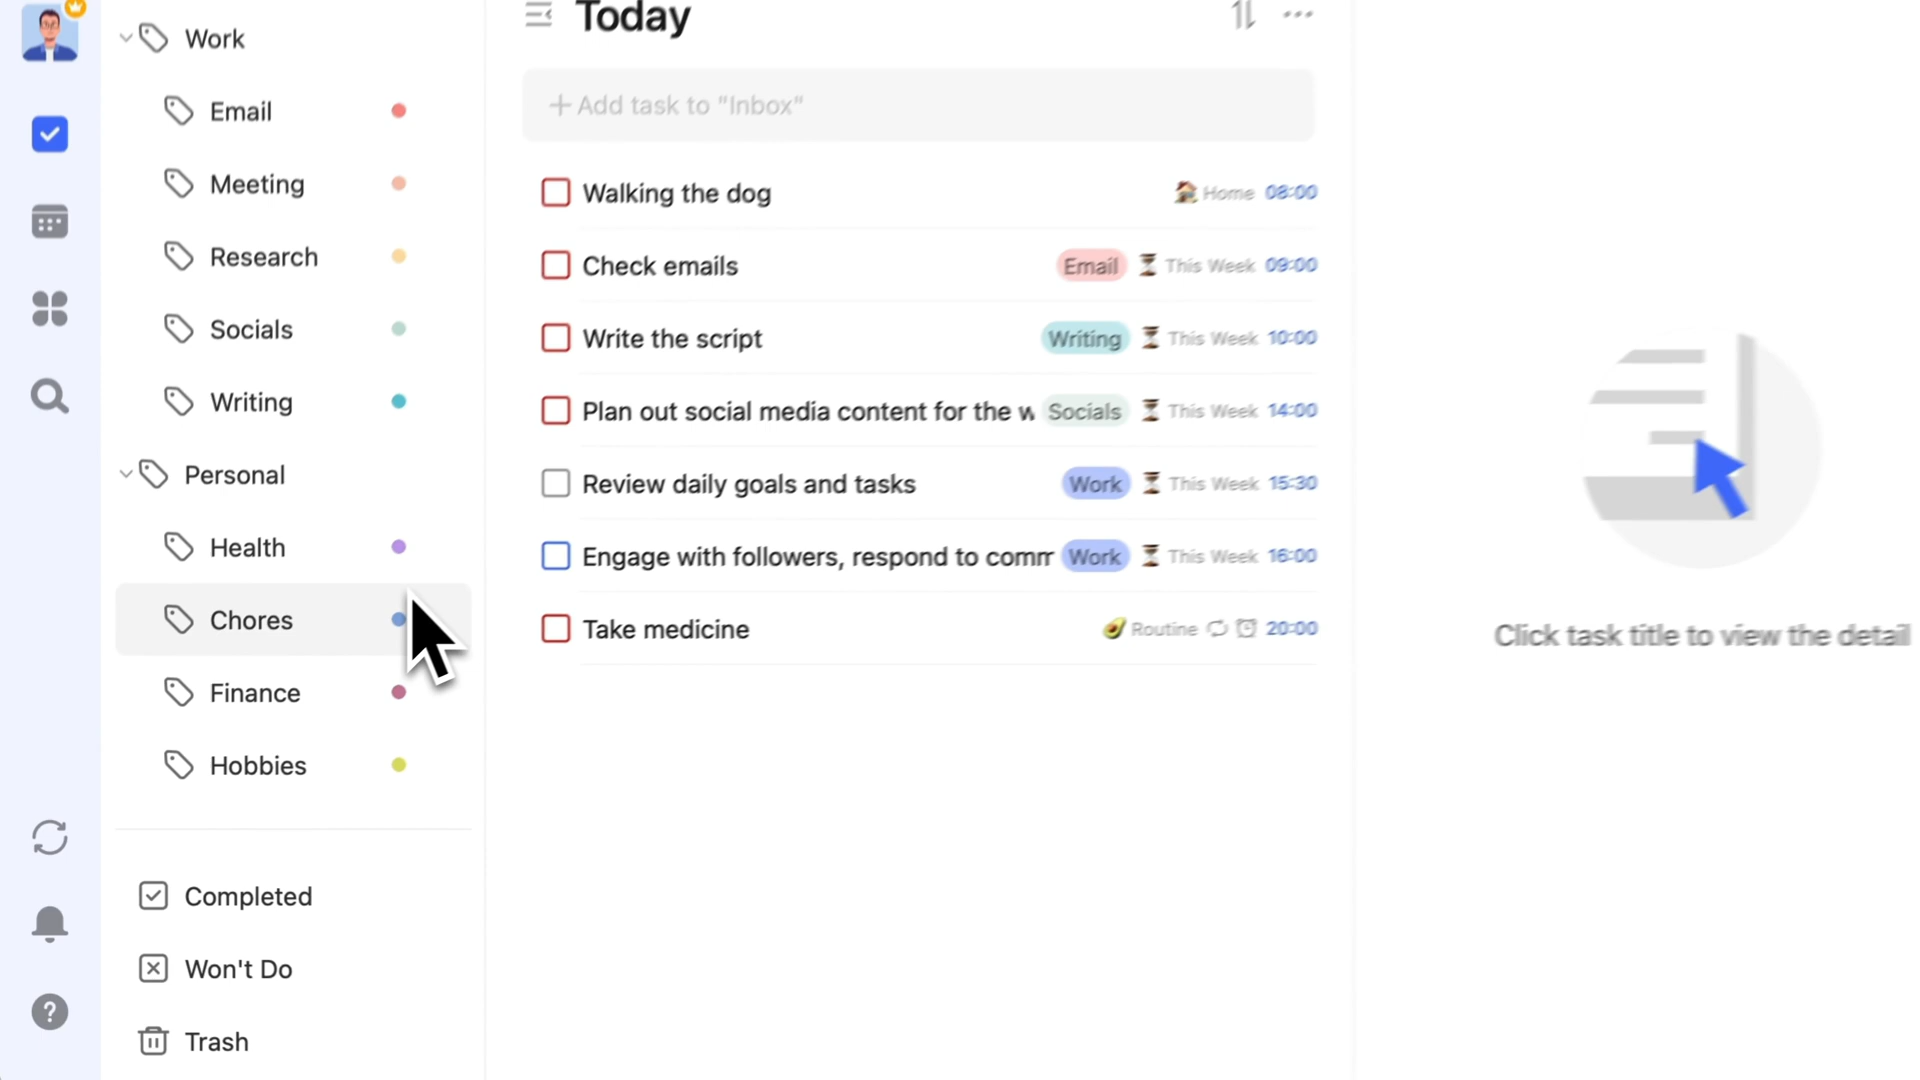 Work
Email
Meeting
Research
Socials
Writing
Personal
Health
Chores
Finance
Hobbies
Completed
Won't Do
Trash
Today
Add task to "Inbox"
Walking the dog Home 08:00
Check emails Email This Week 09:00
Write the script Writing This Week 10:00
Plan out social media content for the w Socials This Week 14:00
Review daily goals and tasks Work This Week 15:30
Engage with followers, respond to comm Work This Week 16:00
Take medicine Routine 20:00
Click task title to view the detail